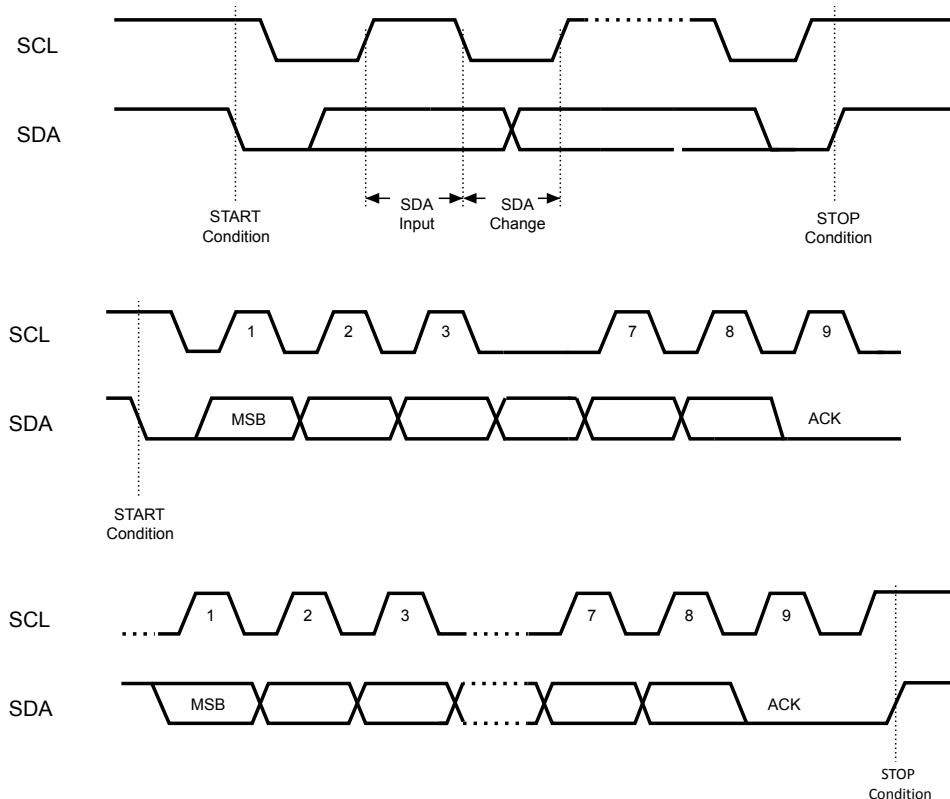 SCL
SDA
SDA
Input
SDA
Change
START
Condition
STOP
Condition
SCL
1
2
3
7
8
9
SDA
MSB
ACK
START
Condition
SCL
1
2
3
7
8
9
SDA
MSB
ACK
STOP
Condition